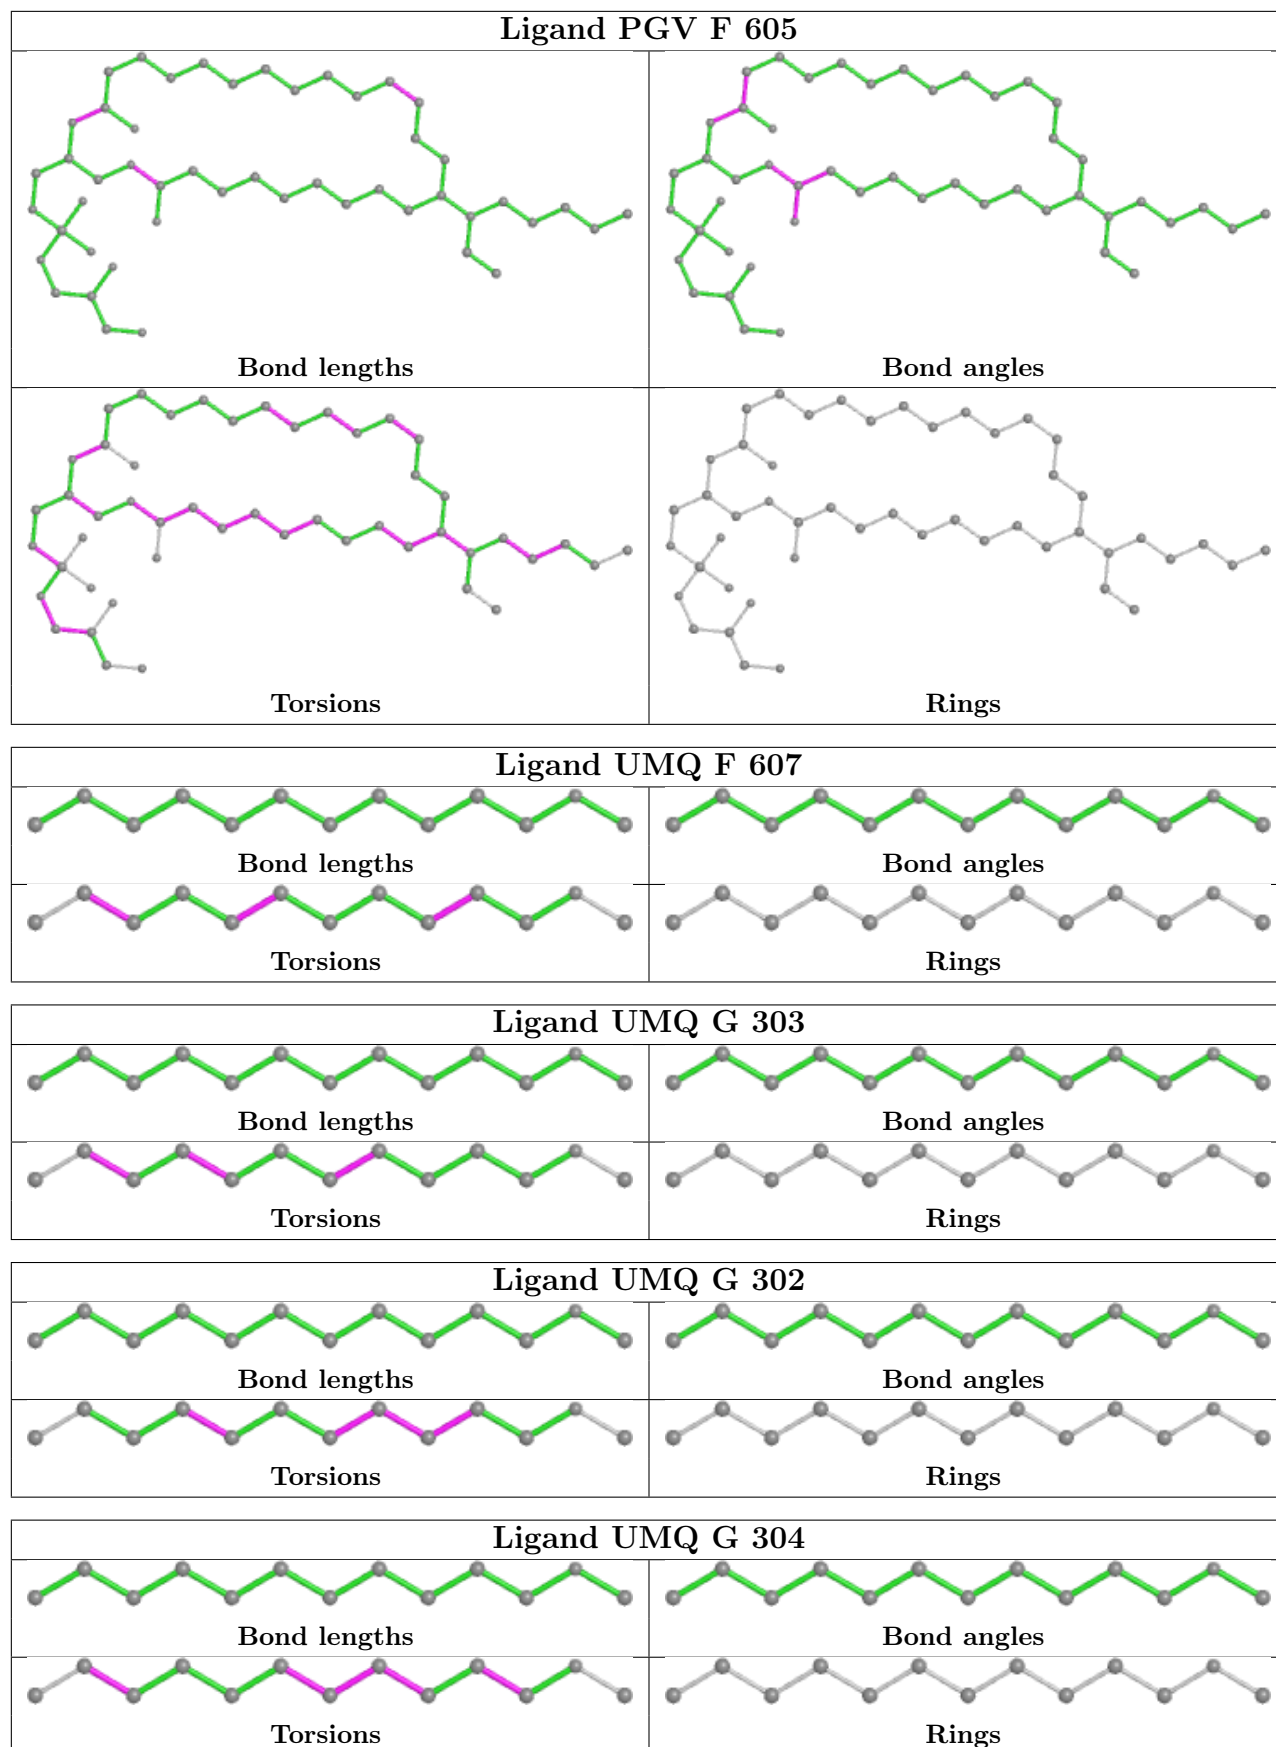 Ligand PGV F 605
Bond lengths
Bond angles
Torsions
Rings
Ligand UMQ F 607
Bond lengths
Bond angles
Torsions
Rings
Ligand UMQ G 303
Bond lengths
Bond angles
Torsions
Rings
Ligand UMQ G 302
Bond lengths
Bond angles
Torsions
Rings
Ligand UMQ G 304
Bond lengths
Bond angles
Torsions
Rings